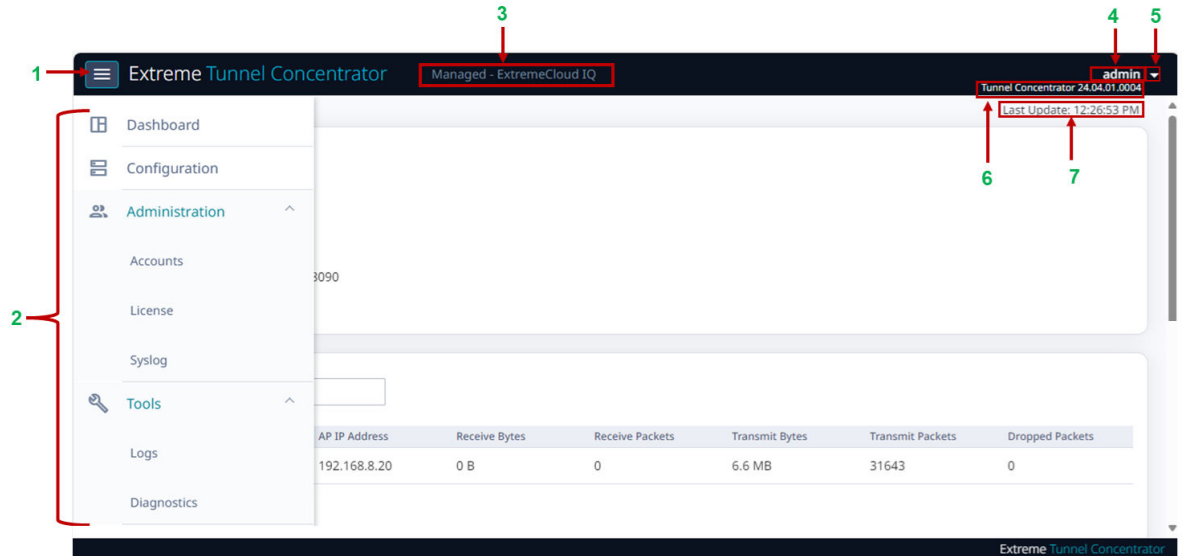 3
4 5
1
Extreme Tunnel Concentrator
Managed - ExtremeCloud IQ
admin
Tunnel Concentrator 24.04.01.0004
Last Update: 12:26:53 PM
6 7
2
Dashboard
Configuration
Administration
Accounts
License
Syslog
Tools
Logs
Diagnostics
AP IP Address Receive Bytes Receive Packets Transmit Bytes Transmit Packets Dropped Packets
192.168.8.20 0 B 0 6.6 MB 31643 0
Extreme Tunnel Concentrator